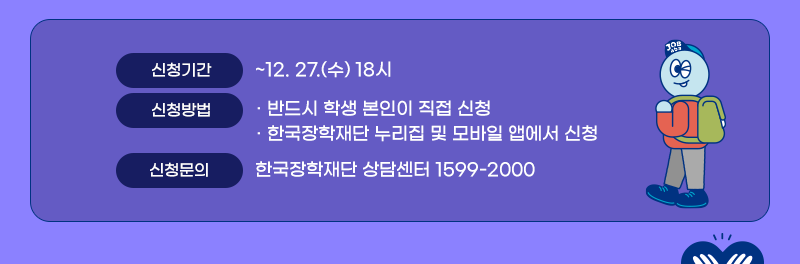 신청기간 ~12. 27.(수) 18시
신청방법 · 반드시 학생 본인이 직접 신청
· 한국장학재단 누리집 및 모바일 앱에서 신청
신청문의 한국장학재단 상담센터 1599-2000
JOB